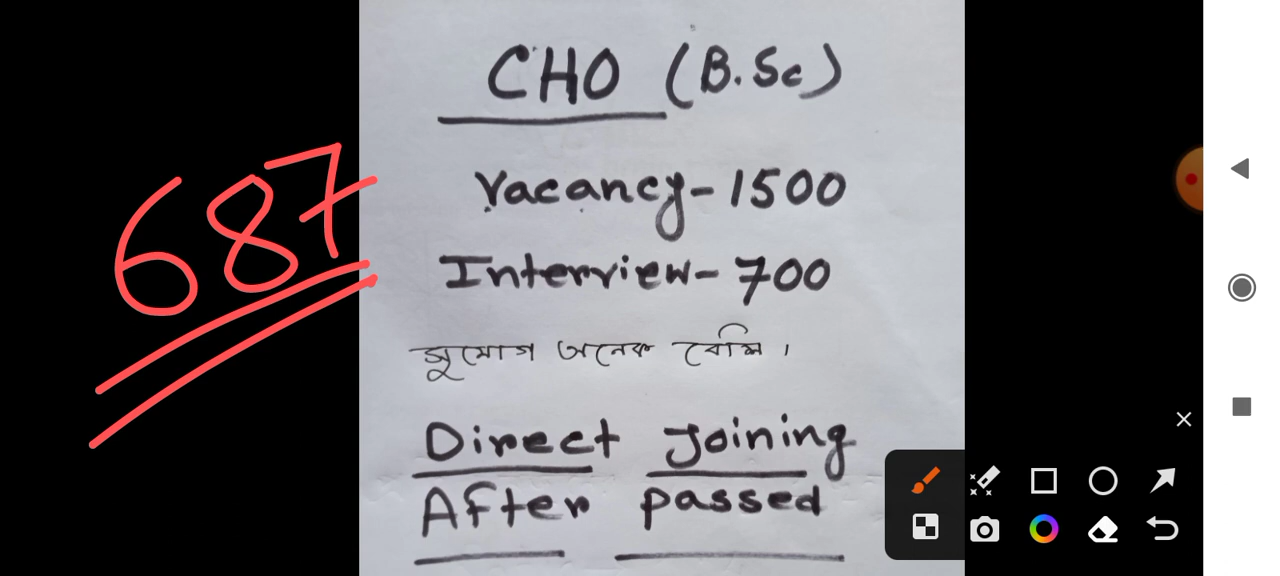 687
CHO (B.Sc)
Vacancy-1500
Interview-700
সুযোগ অনেক বেশি।
Direct Joining
After passed